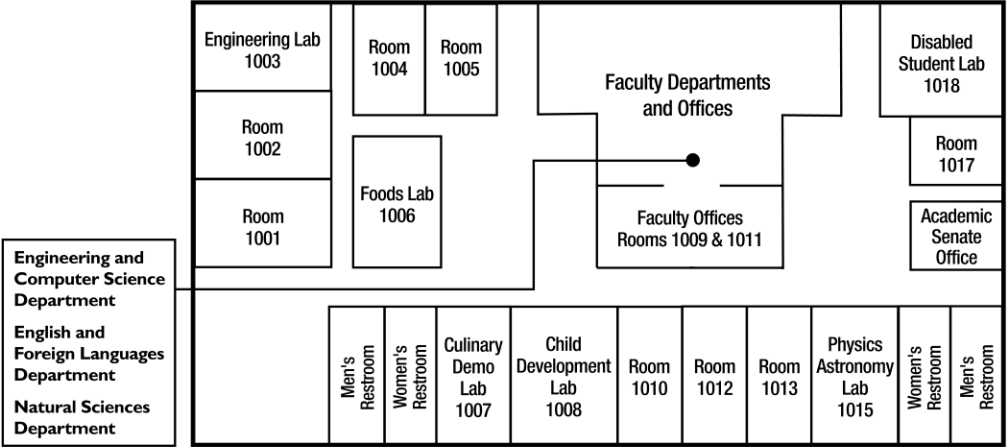 Engineering Lab
1003
Room
1004
Room
1005
Faculty Departments
and Offices
Disabled
Student Lab
1018
Room
1002
Room
1017
Foods Lab
1006
Room
1001
Faculty Offices
Rooms 1009 & 1011
Academic
Senate
Office
Engineering and
Computer Science
Department
English and
Foreign Languages
Department
Natural Sciences
Department
Men's
Restroom
Women's
Restroom
Culinary
Demo
Lab
1007
Child
Development
Lab
1008
Room
1010
Room
1012
Room
1013
Physics
Astronomy
Lab
1015
Women's
Restroom
Men's
Restroom